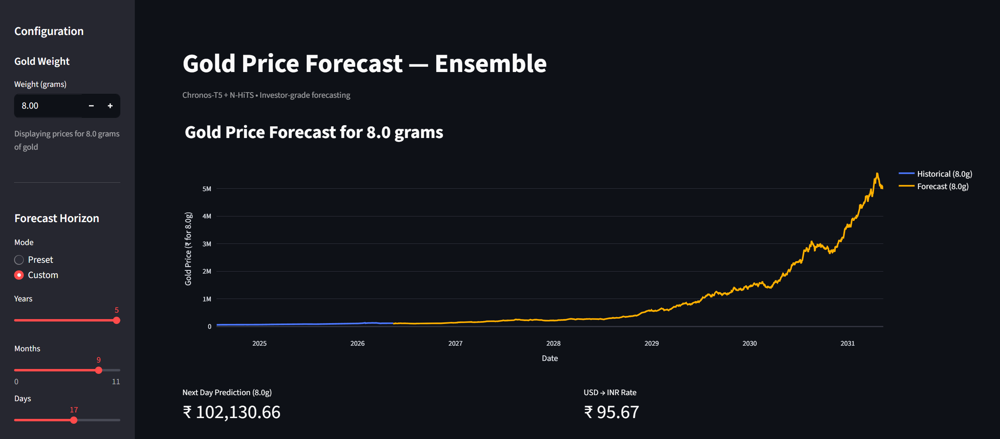 Configuration
Gold Weight
Weight (grams)
8.00 − +
Displaying prices for 8.0 grams
of gold
Forecast Horizon
Mode
Preset
Custom
Years
5
Months
9
0 11
Days
17
Gold Price Forecast — Ensemble
Chronos-T5 + N-HiTS • Investor-grade forecasting
Gold Price Forecast for 8.0 grams
Historical (8.0g)
Forecast (8.0g)
Gold Price (₹ for 8.0g)
5M
4M
3M
2M
1M
0
2025 2026 2027 2028 2029 2030 2031
Date
Next Day Prediction (8.0g)
₹ 102,130.66
USD → INR Rate
₹ 95.67